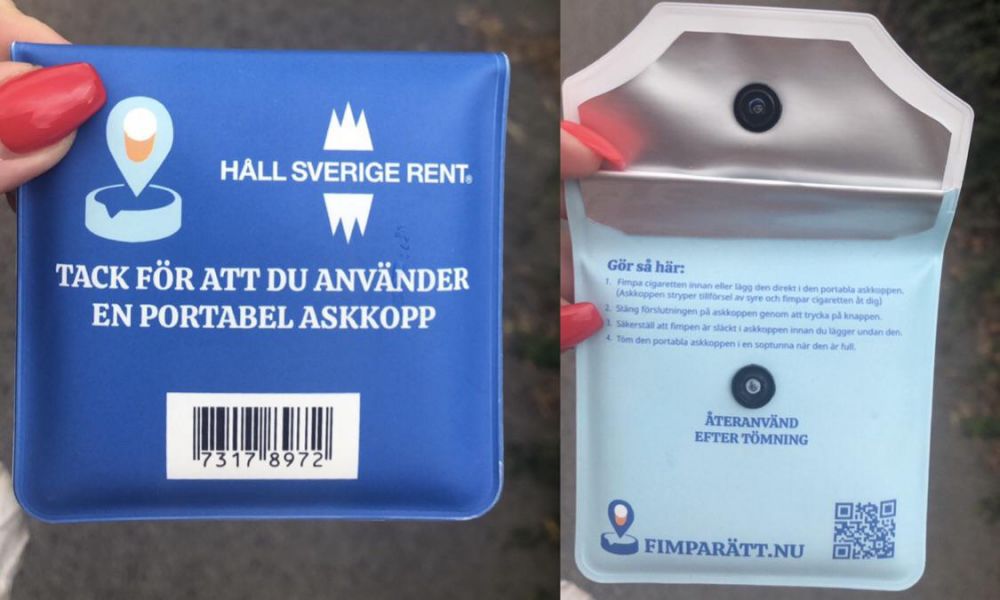 HÅLL SVERIGE RENT®
TACK FÖR ATT DU ANVÄNDER
EN PORTABEL ASKKOPP
7317 8972
Gör så här:
1. Fimpa cigaretten innan eller lägg den direkt i den portabla askkoppen.
(Askkoppen stryper tillförsel av syre och fimpar cigaretten åt dig)
2. Stäng förslutningen på askkoppen genom att trycka på knappen.
3. Säkerställ att fimpen är släckt i askkoppen innan du lägger undan den.
4. Töm den portabla askkoppen i en soptunna när den är full.
ÅTERANVÄND
EFTER TÖMNING
FIMPARÄTT.NU